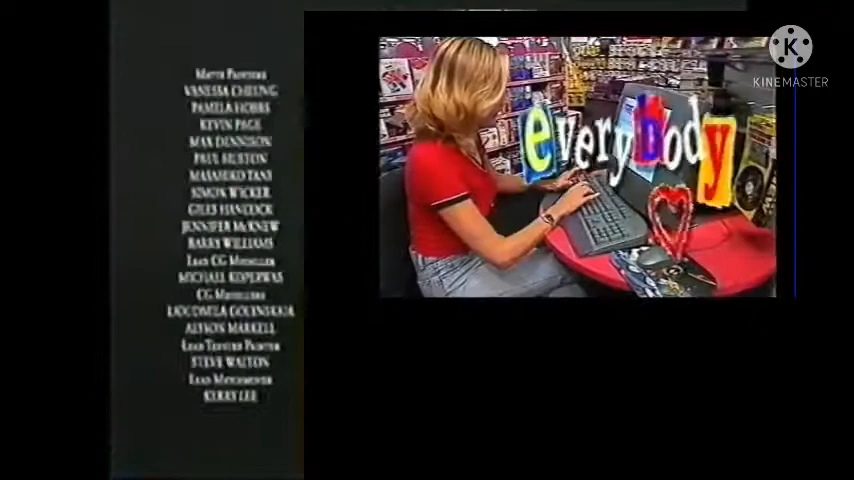 Matte Painters
VANESSA CHEUNG
PAMELA HOBBS
KEVIN PAGE
MAX DENNISON
PAUL HUSTON
MASAHIKO TANI
SIMON WICKER
GILES HANCOCK
JENNIFER McKNEW
BARRY WILLIAMS
Lead CG Modeller
MICHAEL KOPERWAS
CG Modellers
LIOUDMILA GOLYNSKAIA
ALYSON MARKELL
Lead Texture Painter
STEVE WALTON
Lead Matchmover
KERRY LEE
everybody
K
KINEMASTER